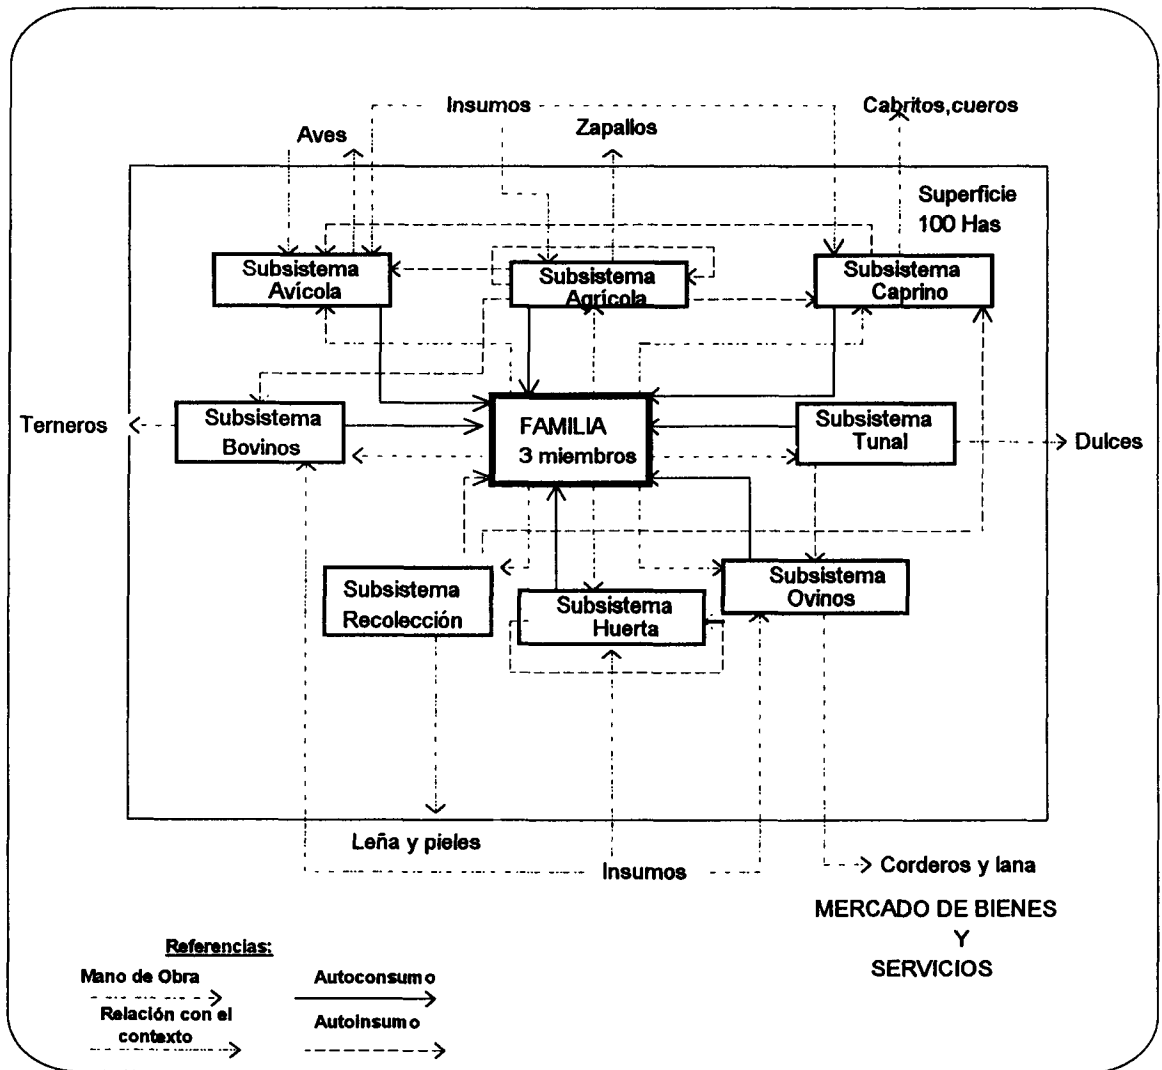 Insumos
Cabritos,cueros
Aves
Zapallos
Superficie
100 Has
Subsistema
Avícola
Subsistema
Agrícola
Subsistema
Caprino
Terneros
Subsistema
Bovinos
FAMILIA
3 miembros
Subsistema
Tunal
Dulces
Subsistema
Recolección
Subsistema
Huerta
Subsistema
Ovinos
Leña y pieles
Insumos
Corderos y lana
MERCADO DE BIENES
Y
SERVICIOS
Referencias:
Mano de Obra
Autoconsumo
Relación con el
contexto
Autoinsumo